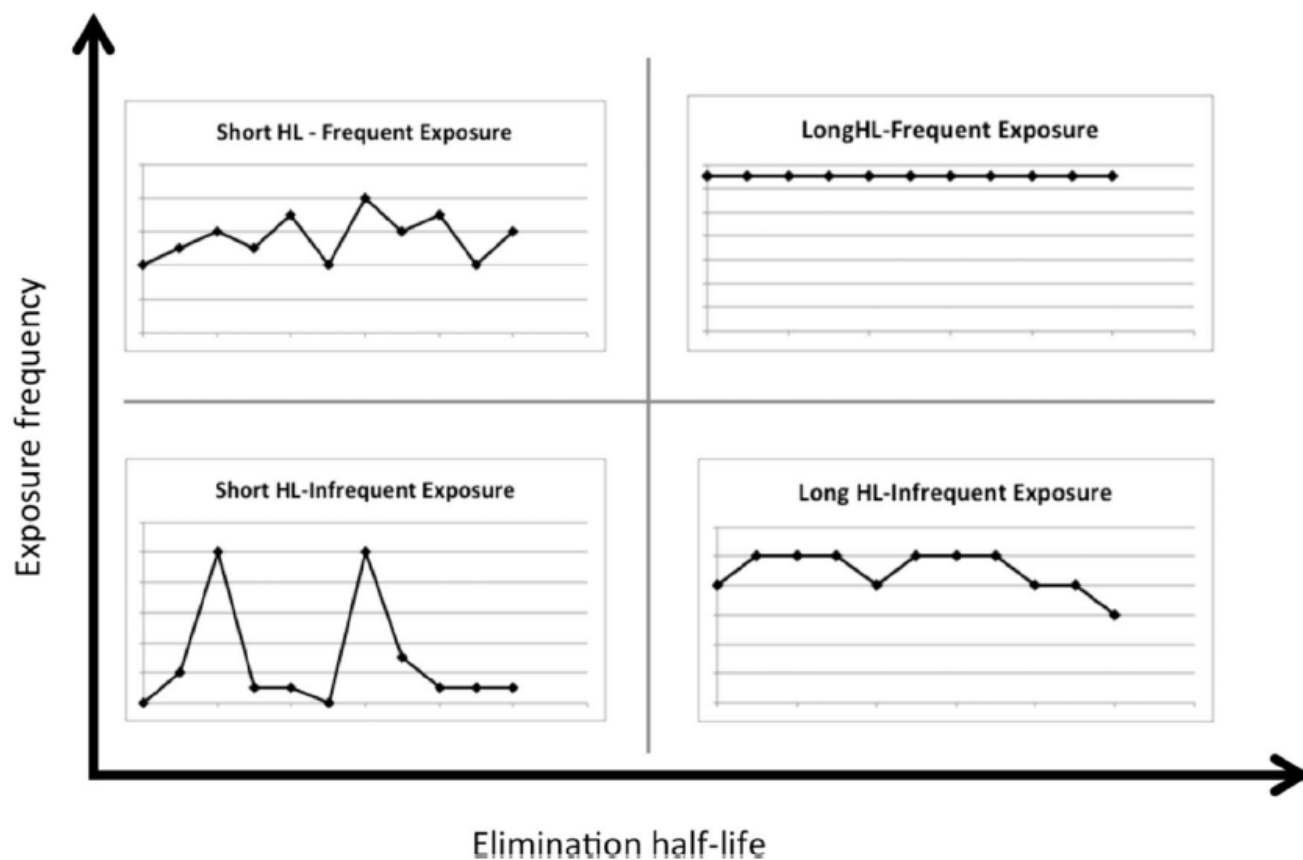 Exposure frequency
Short HL - Frequent Exposure
LongHL-Frequent Exposure
Short HL-Infrequent Exposure
Long HL-Infrequent Exposure
Elimination half-life